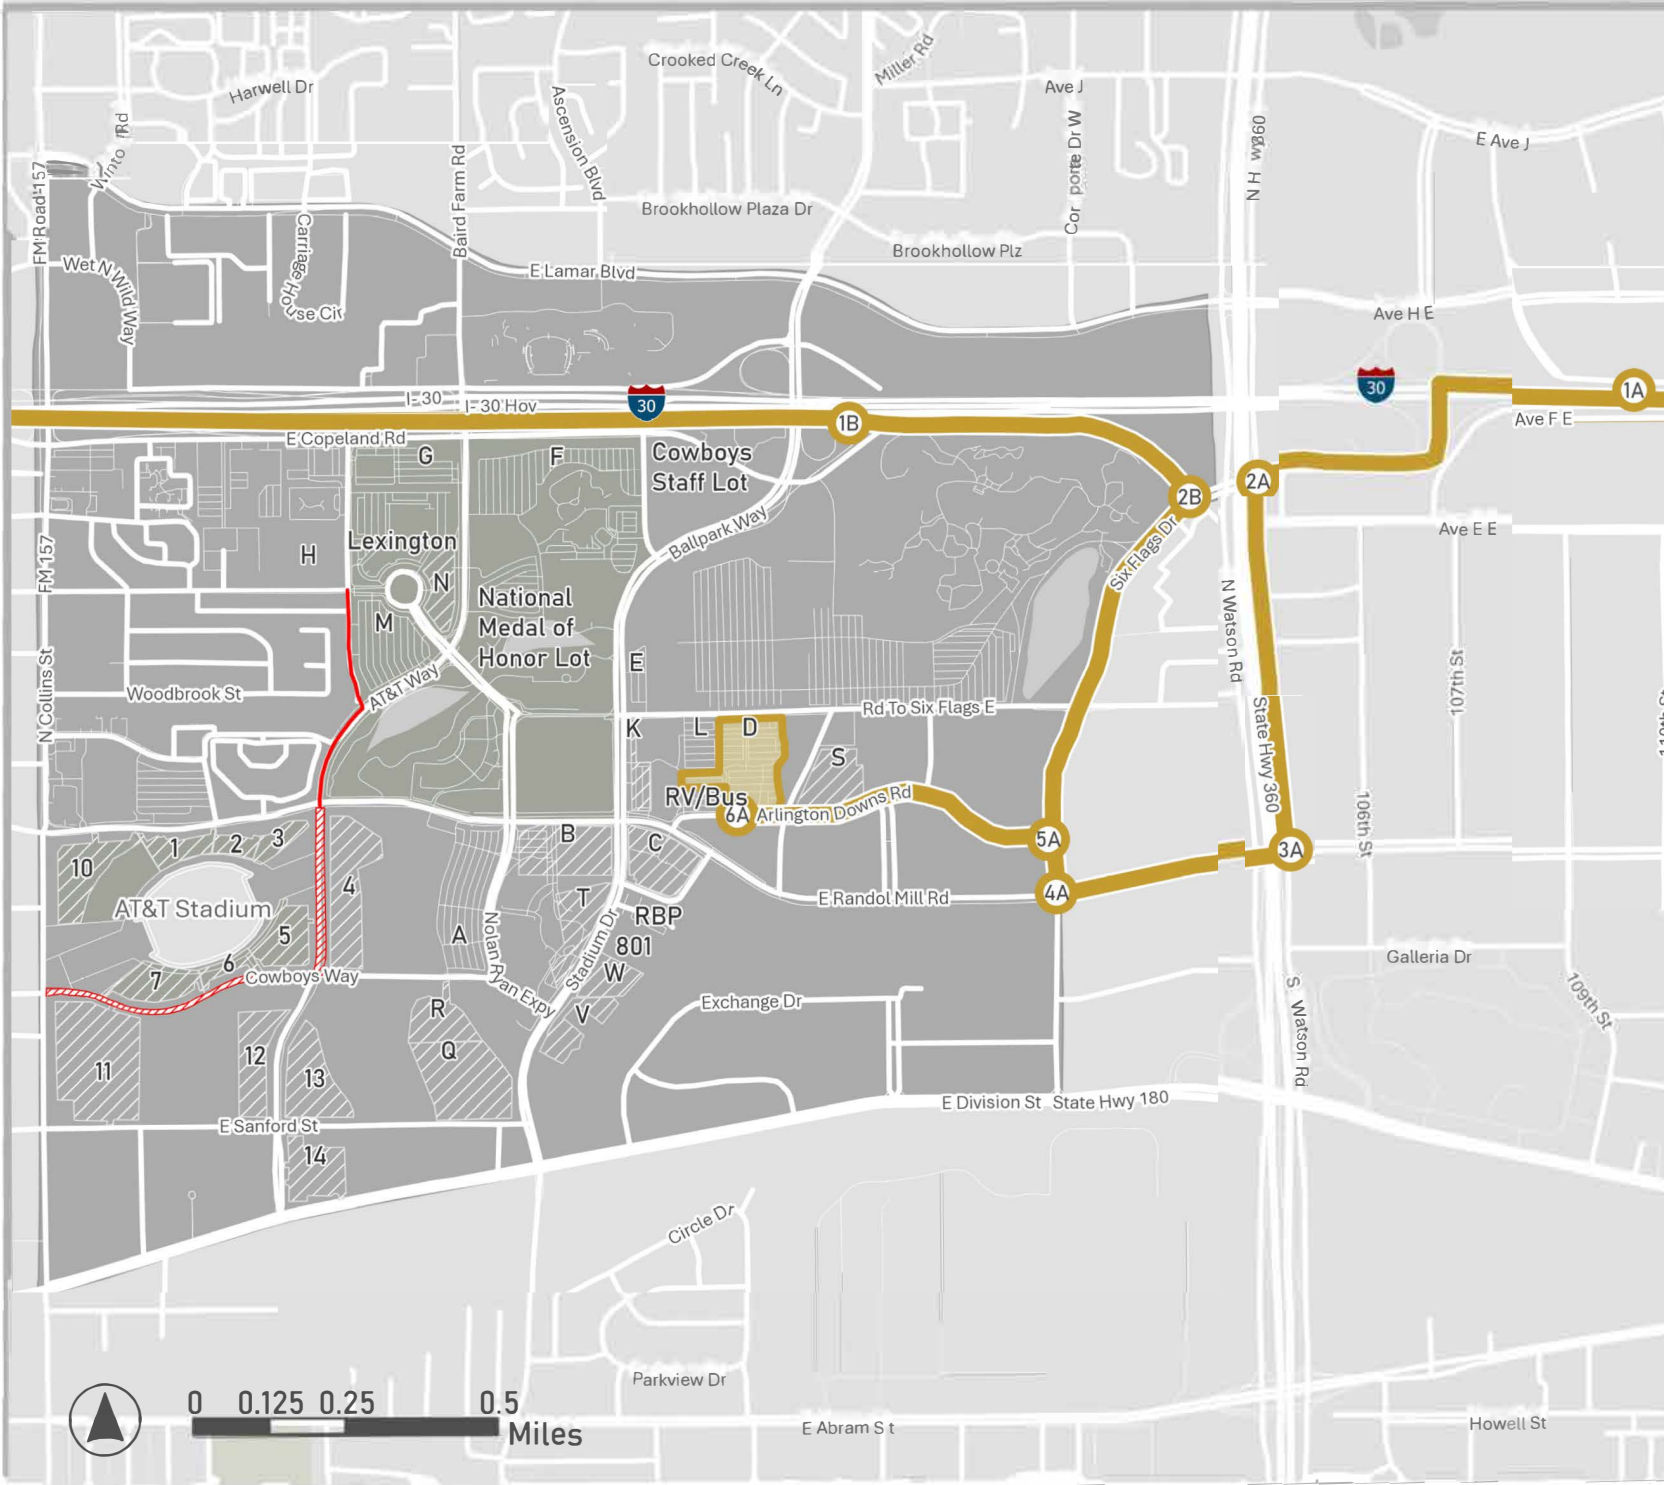 Crooked Creek Ln
Miller Rd
Harwell Dr
Ave J
Ascension Blvd
Winto Rd
N H wy360
E Ave J
Cor porte Dr W
Baird Farm Rd
FM Road 157
Brookhollow Plaza Dr
Brookhollow Plz
Carriage House Cir
Wet N Wild Way
E Lamar Blvd
Ave H E
30
1A
I- 30
I- 30 Hov
30
1B
Ave F E
E Copeland Rd
G
F
Cowboys
Staff Lot
2B
2A
Ballpark Way
Ave E E
Six Flags Dr
H
Lexington
N
M
FM 157
National
Medal of
Honor Lot
E
N Watson Rd
107th St
N Collins St
Woodbrook St
AT&T Way
Rd To Six Flags E
K
L
D
S
State Hwy 360
RV/Bus
6A
Arlington Downs Rd
106th St
5A
3A
1
2
3
B
C
10
4
4A
E Randol Mill Rd
AT&T Stadium
T
RBP
5
A
801
Nolan Ryan Expy
Stadium Dr
Galleria Dr
6
7
Cowboys Way
W
109th St
R
V
Exchange Dr
S Watson Rd
Q
11
12
13
E Division St State Hwy 180
E Sanford St
14
Circle Dr
Parkview Dr
0 0.125 0.25 0.5
Miles
E Abram S t
Howell St